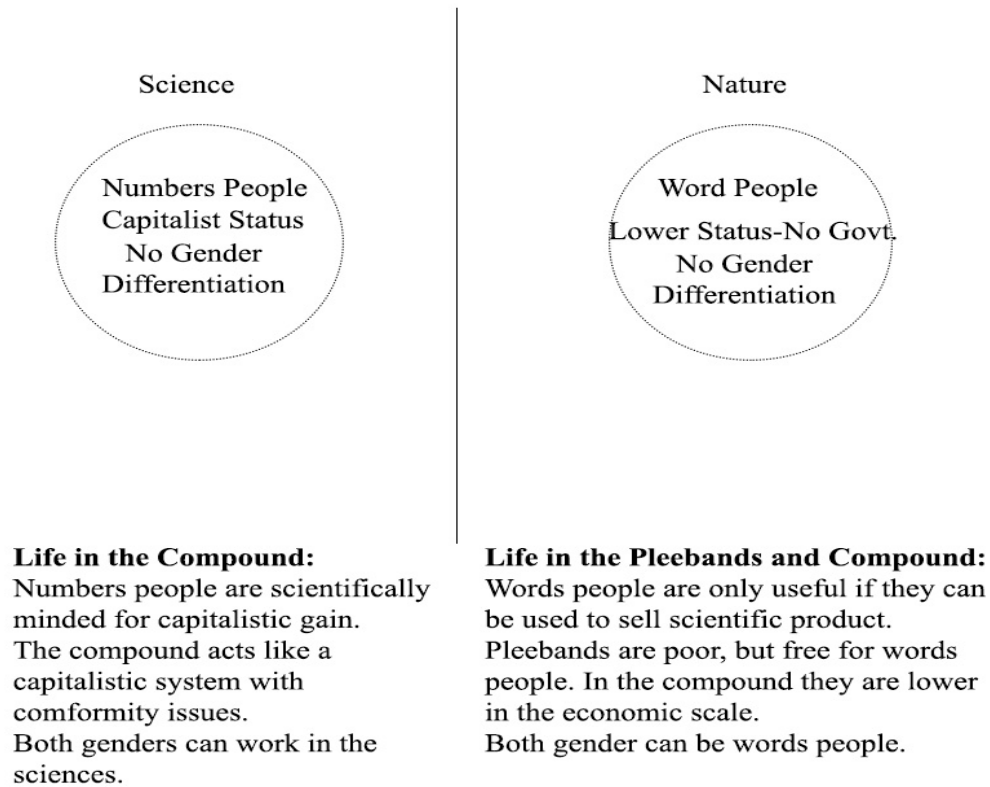 Science
Numbers People
Capitalist Status
No Gender
Differentiation
Life in the Compound:
Numbers people are scientifically
minded for capitalistic gain.
The compound acts like a
capitalistic system with
comformity issues.
Both genders can work in the
sciences.
Nature
Word People
Lower Status-No Govt.
No Gender
Differentiation
Life in the Pleebands and Compound:
Words people are only useful if they can
be used to sell scientific product.
Pleebands are poor, but free for words
people. In the compound they are lower
in the economic scale.
Both gender can be words people.